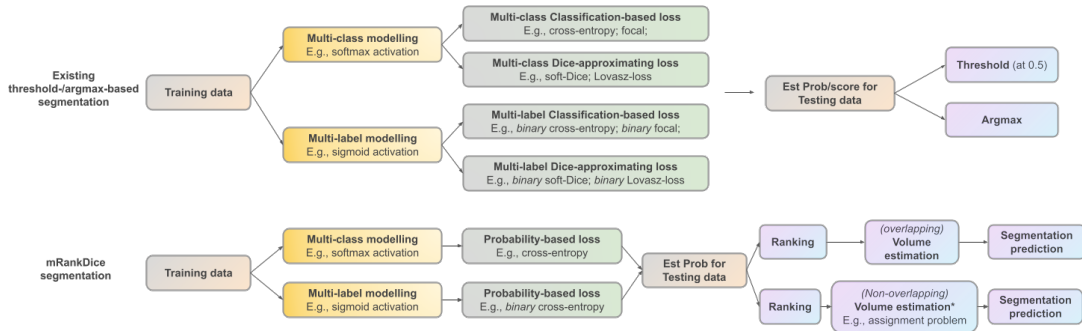 Existing
threshold-/argmax-based
segmentation
Training data
Multi-class modelling
E.g., softmax activation
Multi-label modelling
E.g., sigmoid activation
Multi-class Classification-based loss
E.g., cross-entropy; focal;
Multi-class Dice-approximating loss
E.g., soft-Dice; Lovasz-loss
Multi-label Classification-based loss
E.g., binary cross-entropy; binary focal;
Multi-label Dice-approximating loss
E.g., binary soft-Dice; binary Lovasz-loss
Est Prob/score for
Testing data
Threshold (at 0.5)
Argmax
mRankDice
segmentation
Training data
Multi-class modelling
E.g., softmax activation
Multi-label modelling
E.g., sigmoid activation
Probability-based loss
E.g., cross-entropy
Probability-based loss
E.g., binary cross-entropy
Est Prob for
Testing data
Ranking
(overlapping)
Volume
estimation
Segmentation
prediction
Ranking
(Non-overlapping)
Volume estimation*
E.g., assignment problem
Segmentation
prediction